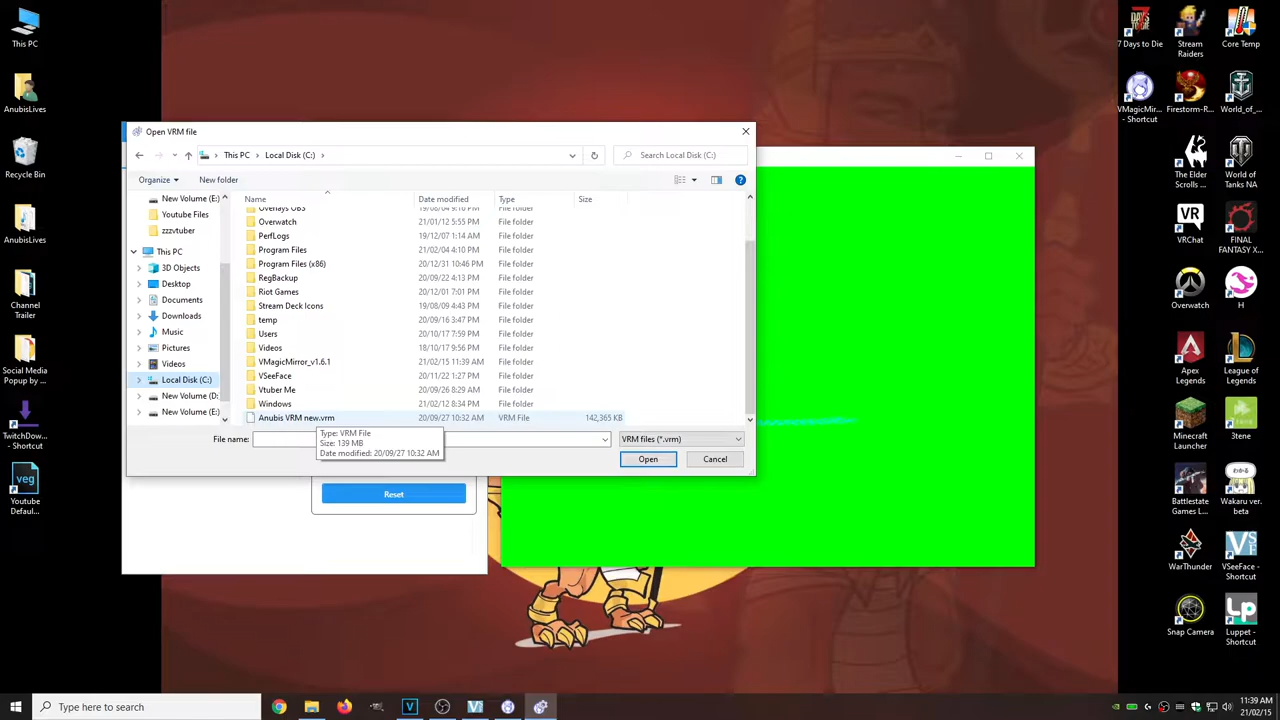 This PC
AnubisLives
Recycle Bin
AnubisLives
Channel
Trailer
Social Media
Popup by ...
TwitchDow...
- Shortcut
Youtube
Defaul...
Open VRM file
This PC
Local Disk (C:)
Search Local Disk (C:)
Organize
New folder
New Volume (E:)
Youtube Files
zzzvtuber
This PC
3D Objects
Desktop
Documents
Downloads
Music
Pictures
Videos
Local Disk (C:)
New Volume (D:
New Volume (E:)
Name Date modified Type Size
Overlays OBS 19/08/04 9:10 PM File folder
Overwatch 21/01/12 5:55 PM File folder
PerfLogs 19/12/07 1:14 AM File folder
Program Files 21/02/04 4:10 PM File folder
Program Files (x86) 20/12/31 10:46 PM File folder
RegBackup 20/09/22 4:13 PM File folder
Riot Games 20/12/01 7:01 PM File folder
Stream Deck Icons 19/08/09 4:43 PM File folder
temp 20/09/16 3:47 PM File folder
Users 20/10/17 7:59 PM File folder
Videos 18/10/17 9:56 PM File folder
VMagicMirror_v1.6.1 21/02/15 11:39 AM File folder
VSeeFace 20/11/22 1:27 PM File folder
Vtuber Me 20/09/26 8:29 AM File folder
Windows 21/02/12 8:34 PM File folder
Anubis VRM new.vrm 20/09/27 10:32 AM VRM File 142,365 KB
Type: VRM File
Size: 139 MB
Date modified: 20/09/27 10:32 AM
File name:
VRM files (*.vrm)
Open
Cancel
Reset
7 Days to Die
Stream
Raiders
Core Temp
VMagicMir...
- Shortcut
Firestorm-R...
World_of_...
The Elder
Scrolls ...
World of
Tanks NA
VRChat
FINAL
FANTASY X...
Overwatch
H
Apex
Legends
League of
Legends
Minecraft
Launcher
3tene
Battlestate
Games L...
Wakaru ver.
beta
WarThunder
VSeeFace -
Shortcut
Snap Camera
Luppet -
Shortcut
Type here to search
11:39 AM
21/02/15